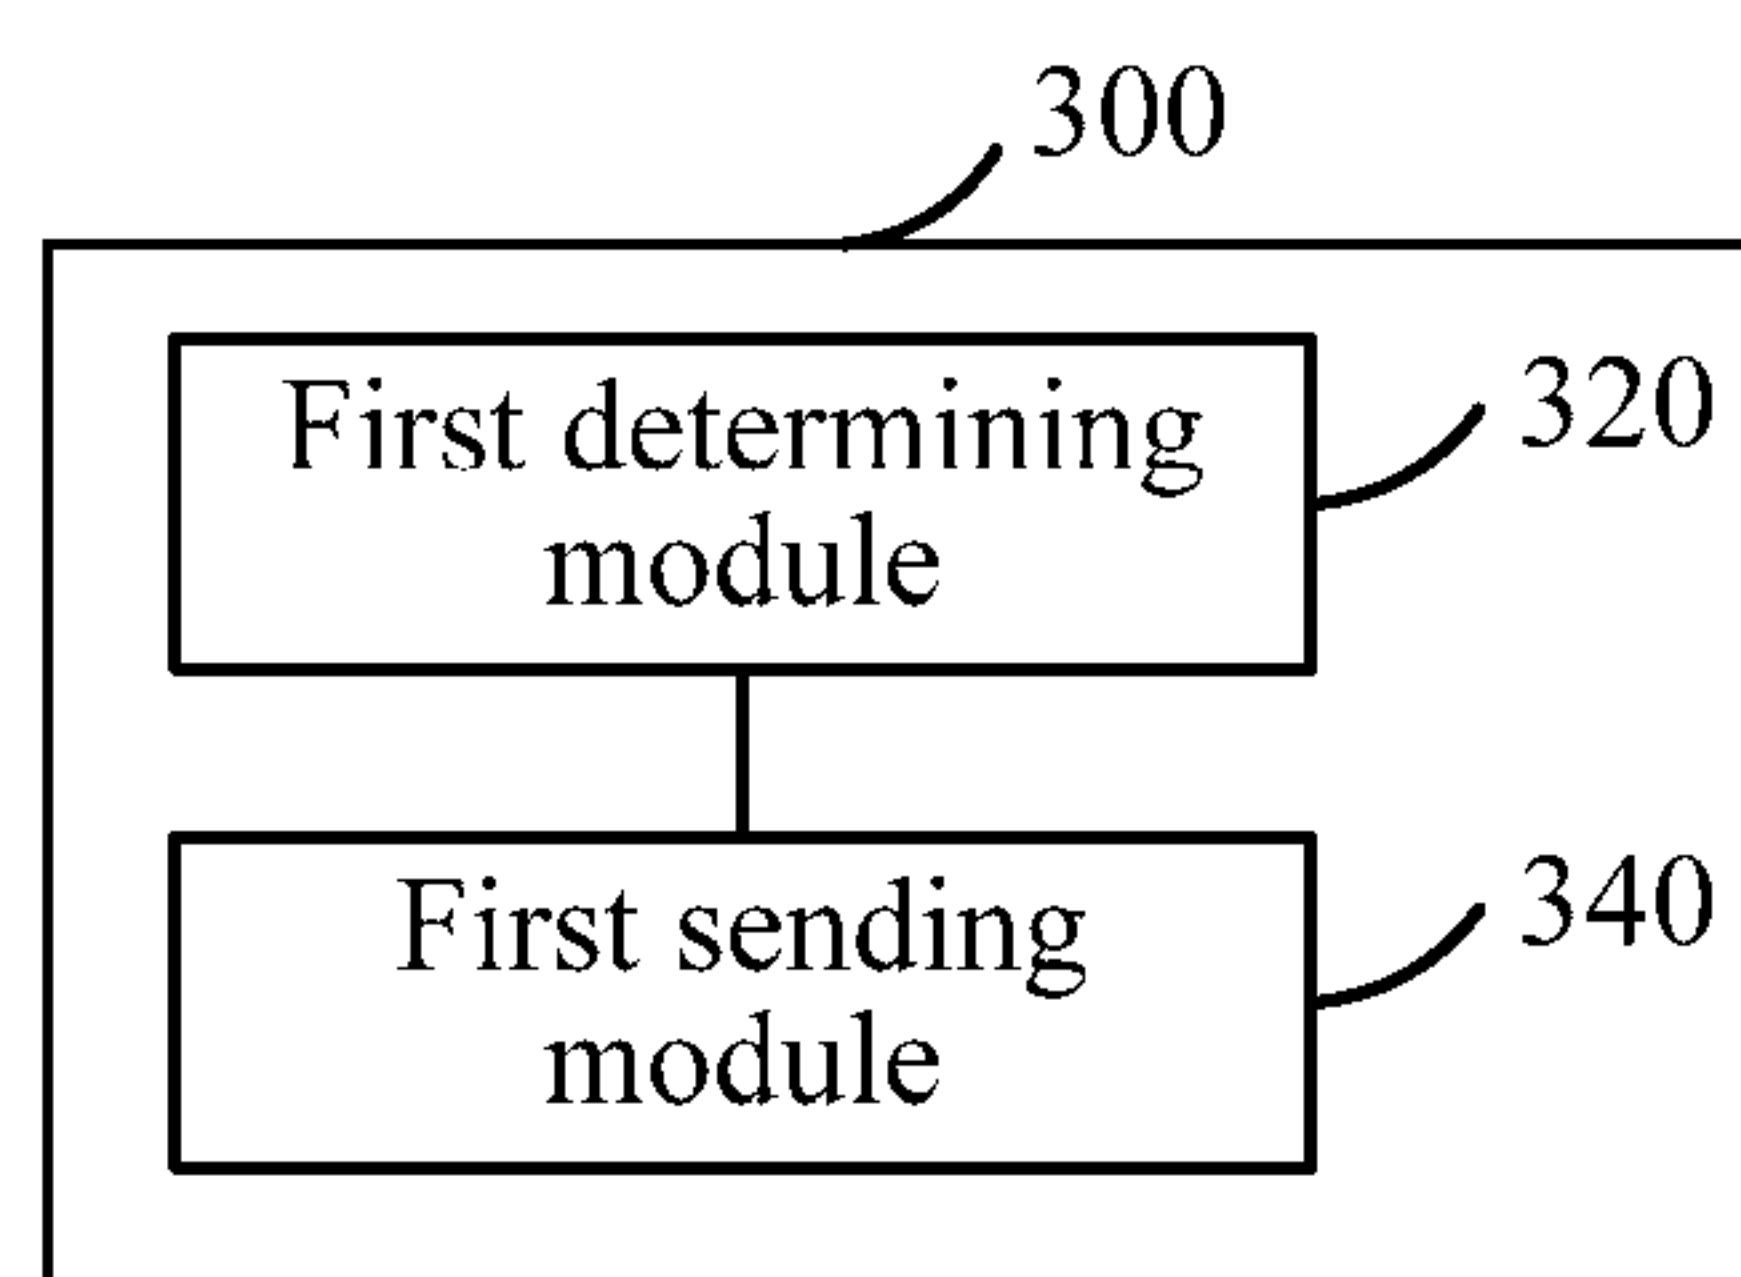 300
First determining
module
320
First sending
module
340